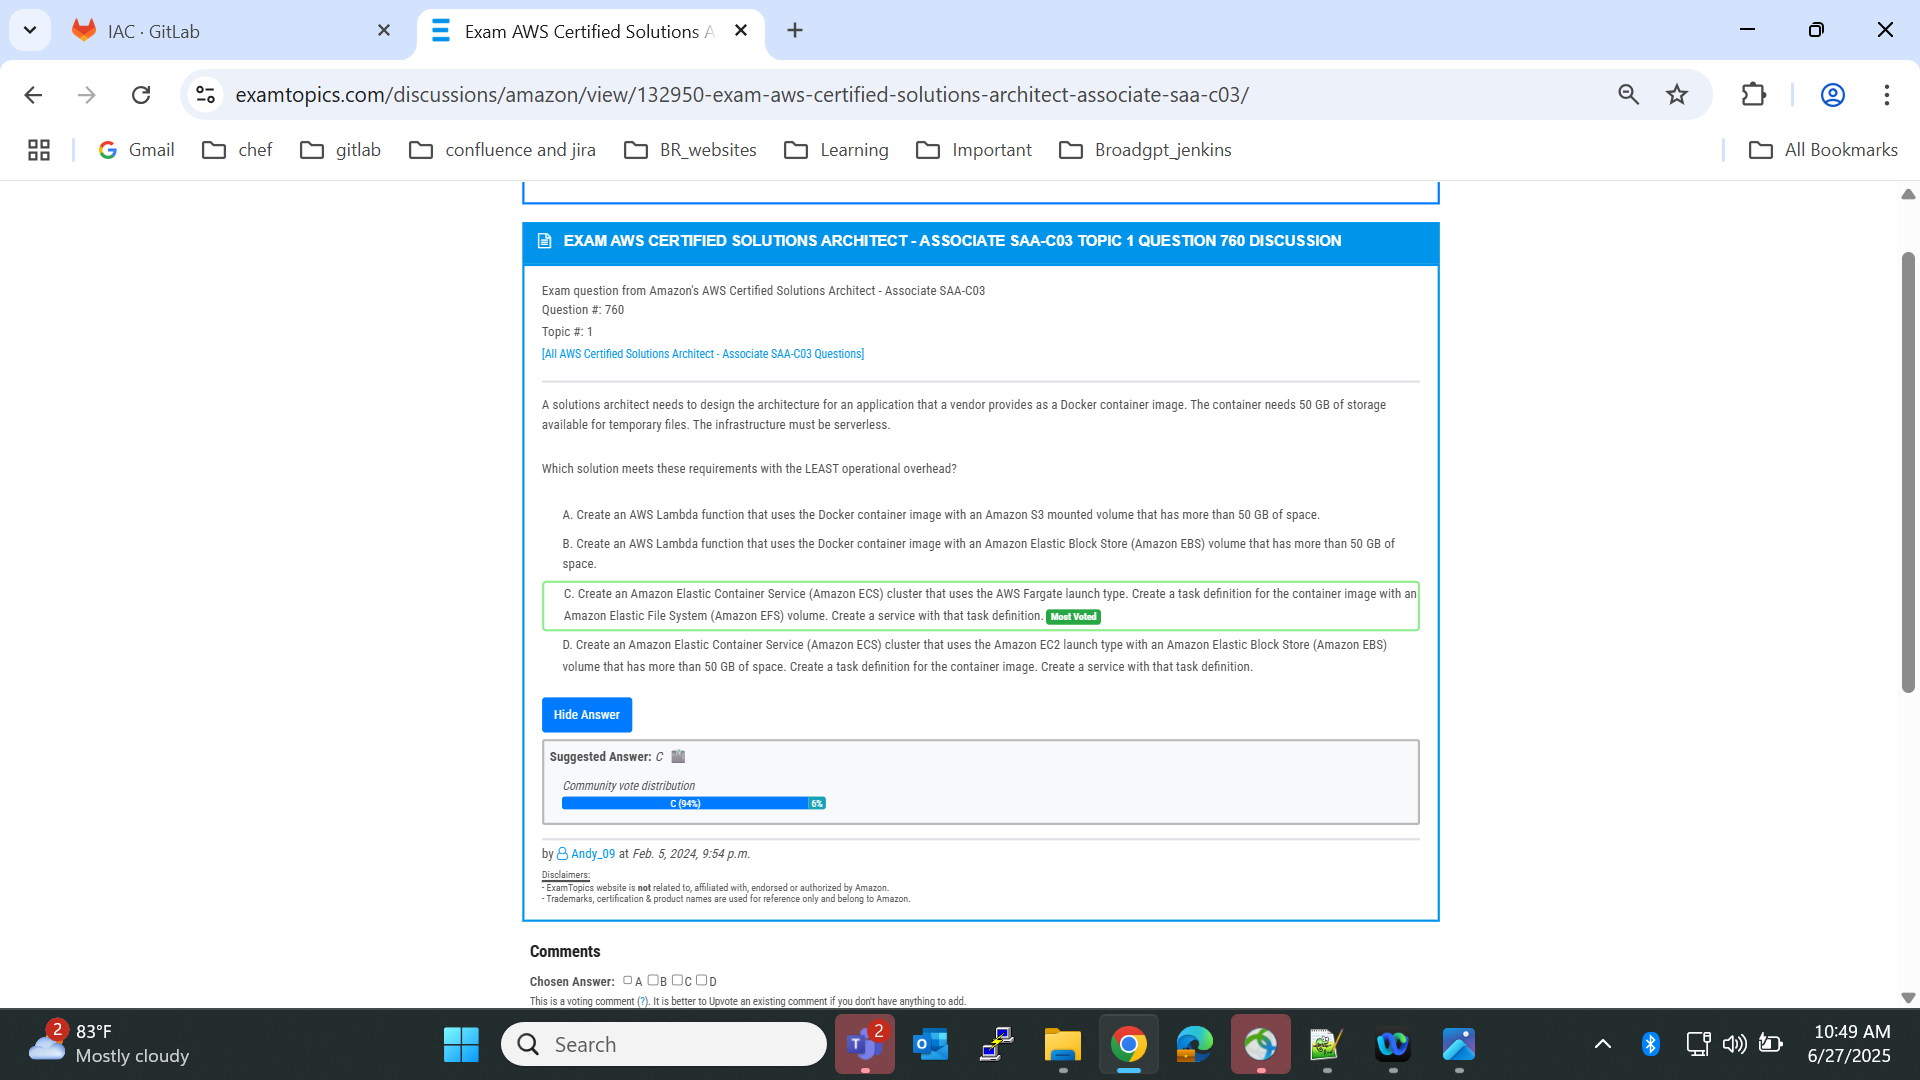 IAC · GitLab
Exam AWS Certified Solutions A
examtopics.com/discussions/amazon/view/132950-exam-aws-certified-solutions-architect-associate-saa-c03/
Gmail
chef
gitlab
confluence and jira
BR_websites
Learning
Important
Broadgpt_jenkins
All Bookmarks
EXAM AWS CERTIFIED SOLUTIONS ARCHITECT - ASSOCIATE SAA-C03 TOPIC 1 QUESTION 760 DISCUSSION
Exam question from Amazon's AWS Certified Solutions Architect - Associate SAA-C03
Question #: 760
Topic #: 1
[All AWS Certified Solutions Architect - Associate SAA-C03 Questions]
A solutions architect needs to design the architecture for an application that a vendor provides as a Docker container image. The container needs 50 GB of storage
available for temporary files. The infrastructure must be serverless.
Which solution meets these requirements with the LEAST operational overhead?
A. Create an AWS Lambda function that uses the Docker container image with an Amazon S3 mounted volume that has more than 50 GB of space.
B. Create an AWS Lambda function that uses the Docker container image with an Amazon Elastic Block Store (Amazon EBS) volume that has more than 50 GB of
space.
C. Create an Amazon Elastic Container Service (Amazon ECS) cluster that uses the AWS Fargate launch type. Create a task definition for the container image with an
Amazon Elastic File System (Amazon EFS) volume. Create a service with that task definition. Most Voted
D. Create an Amazon Elastic Container Service (Amazon ECS) cluster that uses the Amazon EC2 launch type with an Amazon Elastic Block Store (Amazon EBS)
volume that has more than 50 GB of space. Create a task definition for the container image. Create a service with that task definition.
Hide Answer
Suggested Answer: C
Community vote distribution
C (94%) 6%
by Andy_09 at Feb. 5, 2024, 9:54 p.m.
Disclaimers:
- ExamTopics website is not related to, affiliated with, endorsed or authorized by Amazon.
- Trademarks, certification & product names are used for reference only and belong to Amazon.
Comments
Chosen Answer: A B C D
This is a voting comment (?). It is better to Upvote an existing comment if you don't have anything to add.
2
83°F
Mostly cloudy
Search
2
10:49 AM
6/27/2025